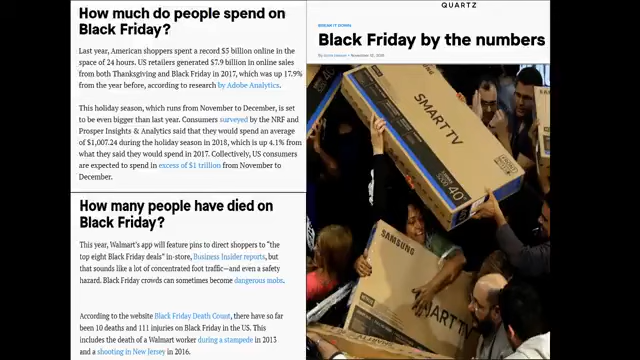 How much do people spend on
Black Friday?
Last year, American shoppers spent a record $5 billion online in the
space of 24 hours. US retailers generated $7.9 billion in online sales
from both Thanksgiving and Black Friday in 2017, which was up 17.9%
from the year before, according to research by Adobe Analytics.
This holiday season, which runs from November to December, is set
to be even bigger than last year. Consumers surveyed by the NRF and
Prosper Insights & Analytics said that they would spend an average
of $1,007.24 during the holiday season in 2018, which is up 4.1% from
what they said they would spend in 2017. Collectively, US consumers
are expected to spend in excess of $1 trillion from November to
December.
How many people have died on
Black Friday?
This year, Walmart's app will feature pins to direct shoppers to “the
top eight Black Friday deals” in-store, Business Insider reports, but
that sounds like a lot of concentrated foot traffic—and even a safety
hazard. Black Friday crowds can sometimes become dangerous mobs.
According to the website Black Friday Death Count, there have so far
been 10 deaths and 111 injuries on Black Friday in the US. This
includes the death of a Walmart worker during a stampede in 2013
and a shooting in New Jersey in 2016.
QUARTZ
BREAK IT DOWN
Black Friday by the numbers
SMART TV
40"
SAMSUNG
SMART TV